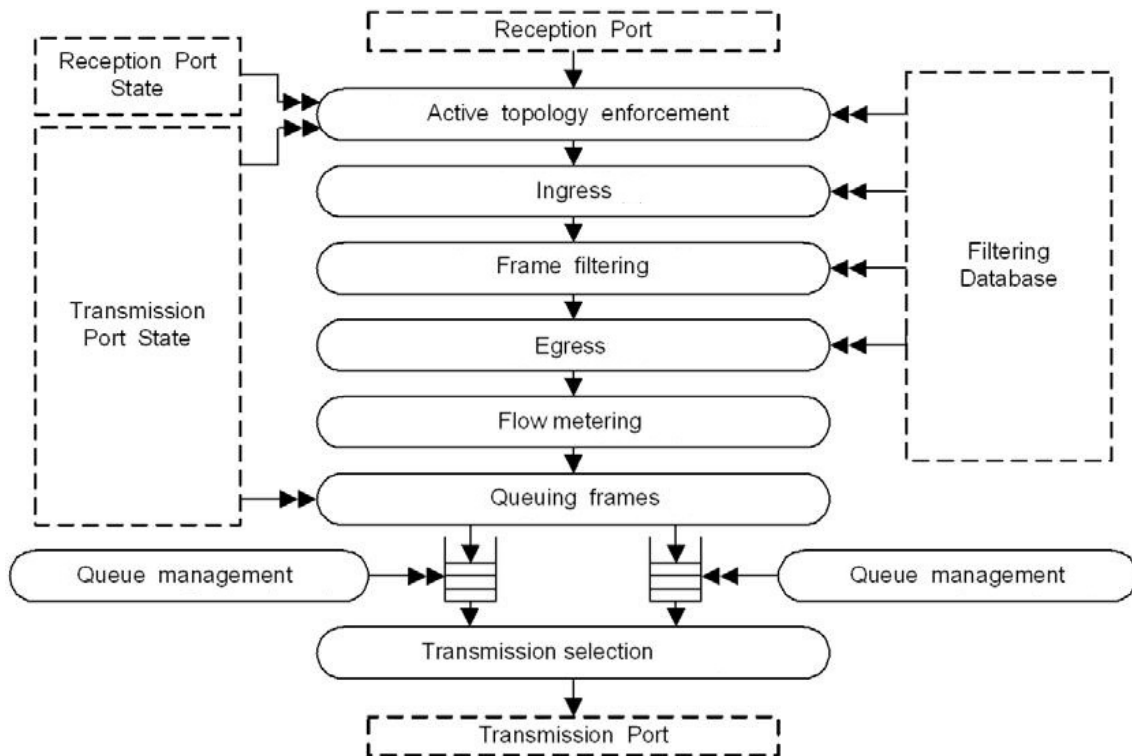 Reception Port
Reception Port
State
Active topology enforcement
Ingress
Frame filtering
Filtering
Database
Transmission
Port State
Egress
Flow metering
Queuing frames
Queue management
Queue management
Transmission selection
Transmission Port